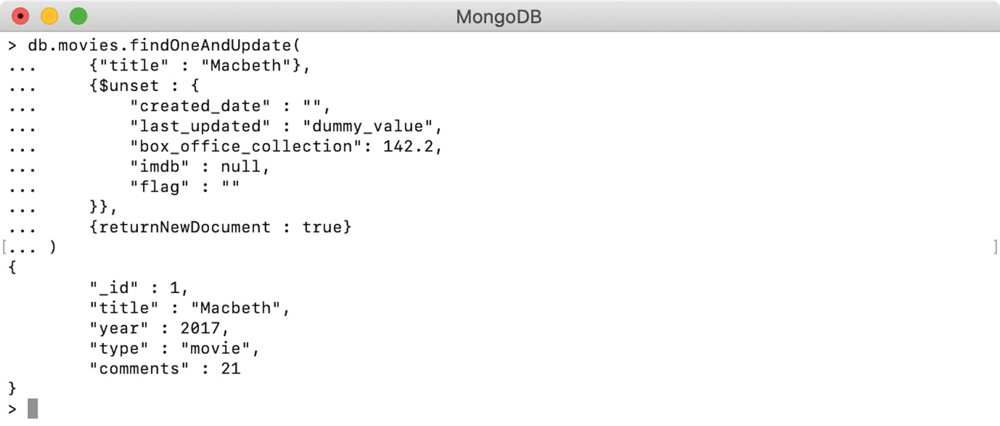 MongoDB
> db.movies.findOneAndUpdate(
...     {"title" : "Macbeth"},
...     {$unset : {
...         "created_date" : "",
...         "last_updated" : "dummy_value",
...         "box_office_collection": 142.2,
...         "imdb" : null,
...         "flag" : ""
...     }},
...     {returnNewDocument : true}
[... ) ]
{
        "_id" : 1,
        "title" : "Macbeth",
        "year" : 2017,
        "type" : "movie",
        "comments" : 21
}
>